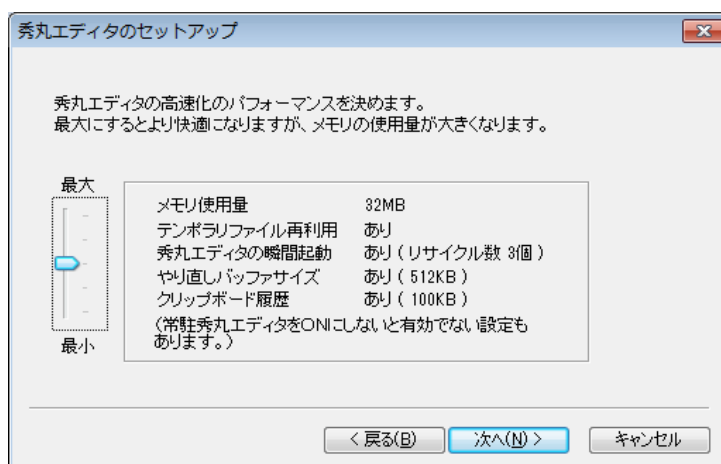 秀丸エディタのセットアップ
秀丸エディタの高速化のパフォーマンスを決めます。
最大にするとより快適になりますが、メモリの使用量が大きくなります。
最大
メモリ使用量 32MB
テンポラリファイル再利用 あり
秀丸エディタの瞬間起動 あり ( リサイクル数 3個 )
やり直しバッファサイズ あり ( 512KB )
クリップボード履歴 あり ( 100KB )
(常駐秀丸エディタをONにしないと有効でない設定も
あります。)
最小
< 戻る(B)
次へ(N) >
キャンセル